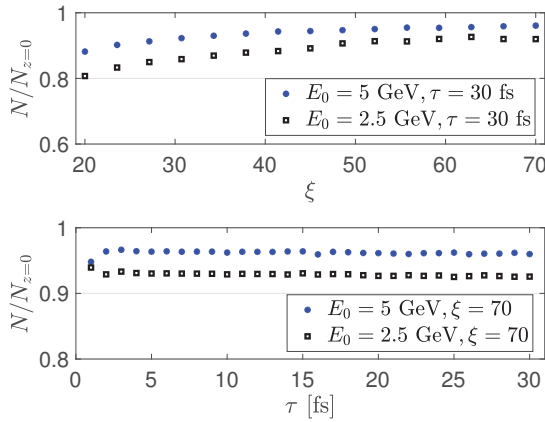 1
0.8
0.6
N/N_{z=0}
E_0 = 5 GeV, τ = 30 fs
E_0 = 2.5 GeV, τ = 30 fs
20 30 40 50 60 70
ξ
1
0.9
0.8
N/N_{z=0}
E_0 = 5 GeV, ξ = 70
E_0 = 2.5 GeV, ξ = 70
0 5 10 15 20 25 30
τ [fs]